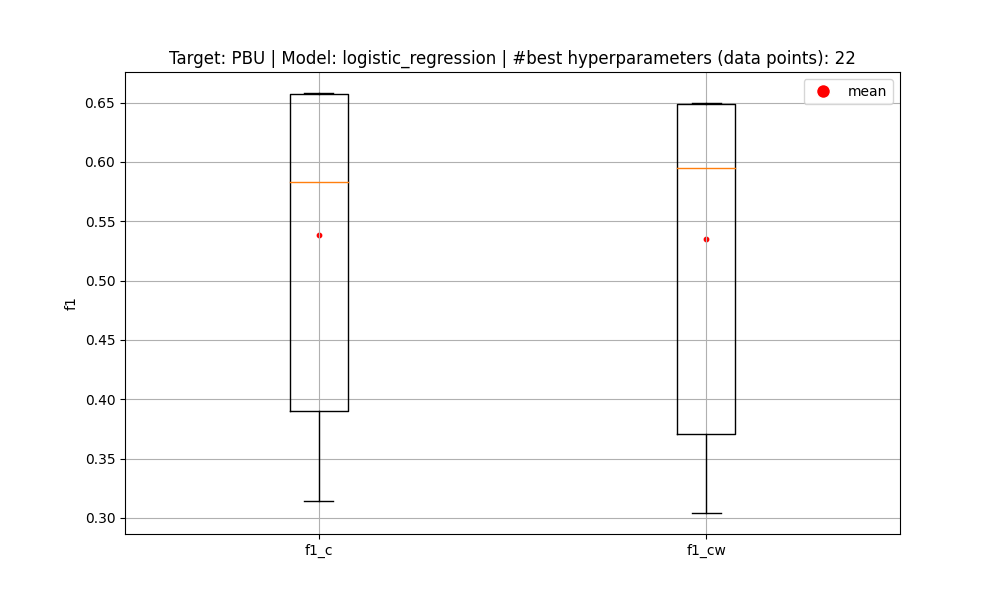 Target: PBU | Model: logistic_regression | #best hyperparameters (data points): 22
mean
0.65
0.60
0.55
0.50
0.45
0.40
0.35
0.30
f1
f1_c
f1_cw